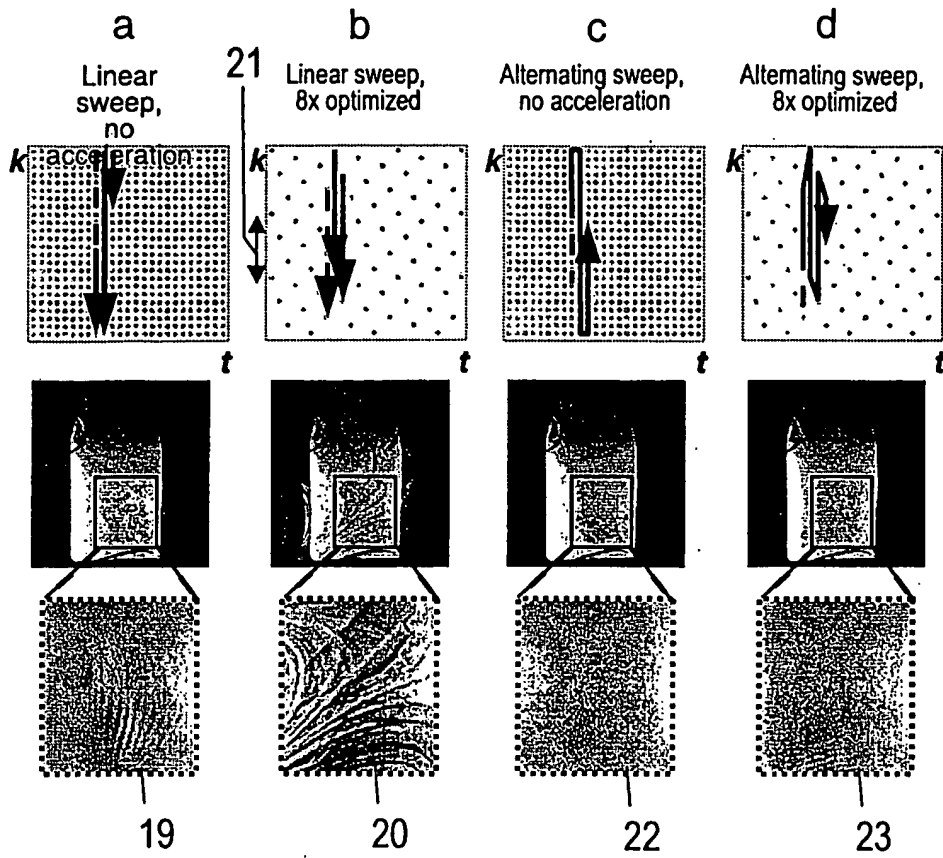 a
b
c
d
21
Linear
sweep,
no
acceleration
Linear sweep,
8x optimized
Alternating sweep,
no acceleration
Alternating sweep,
8x optimized
k
k
k
k
t
t
t
t
19
20
22
23